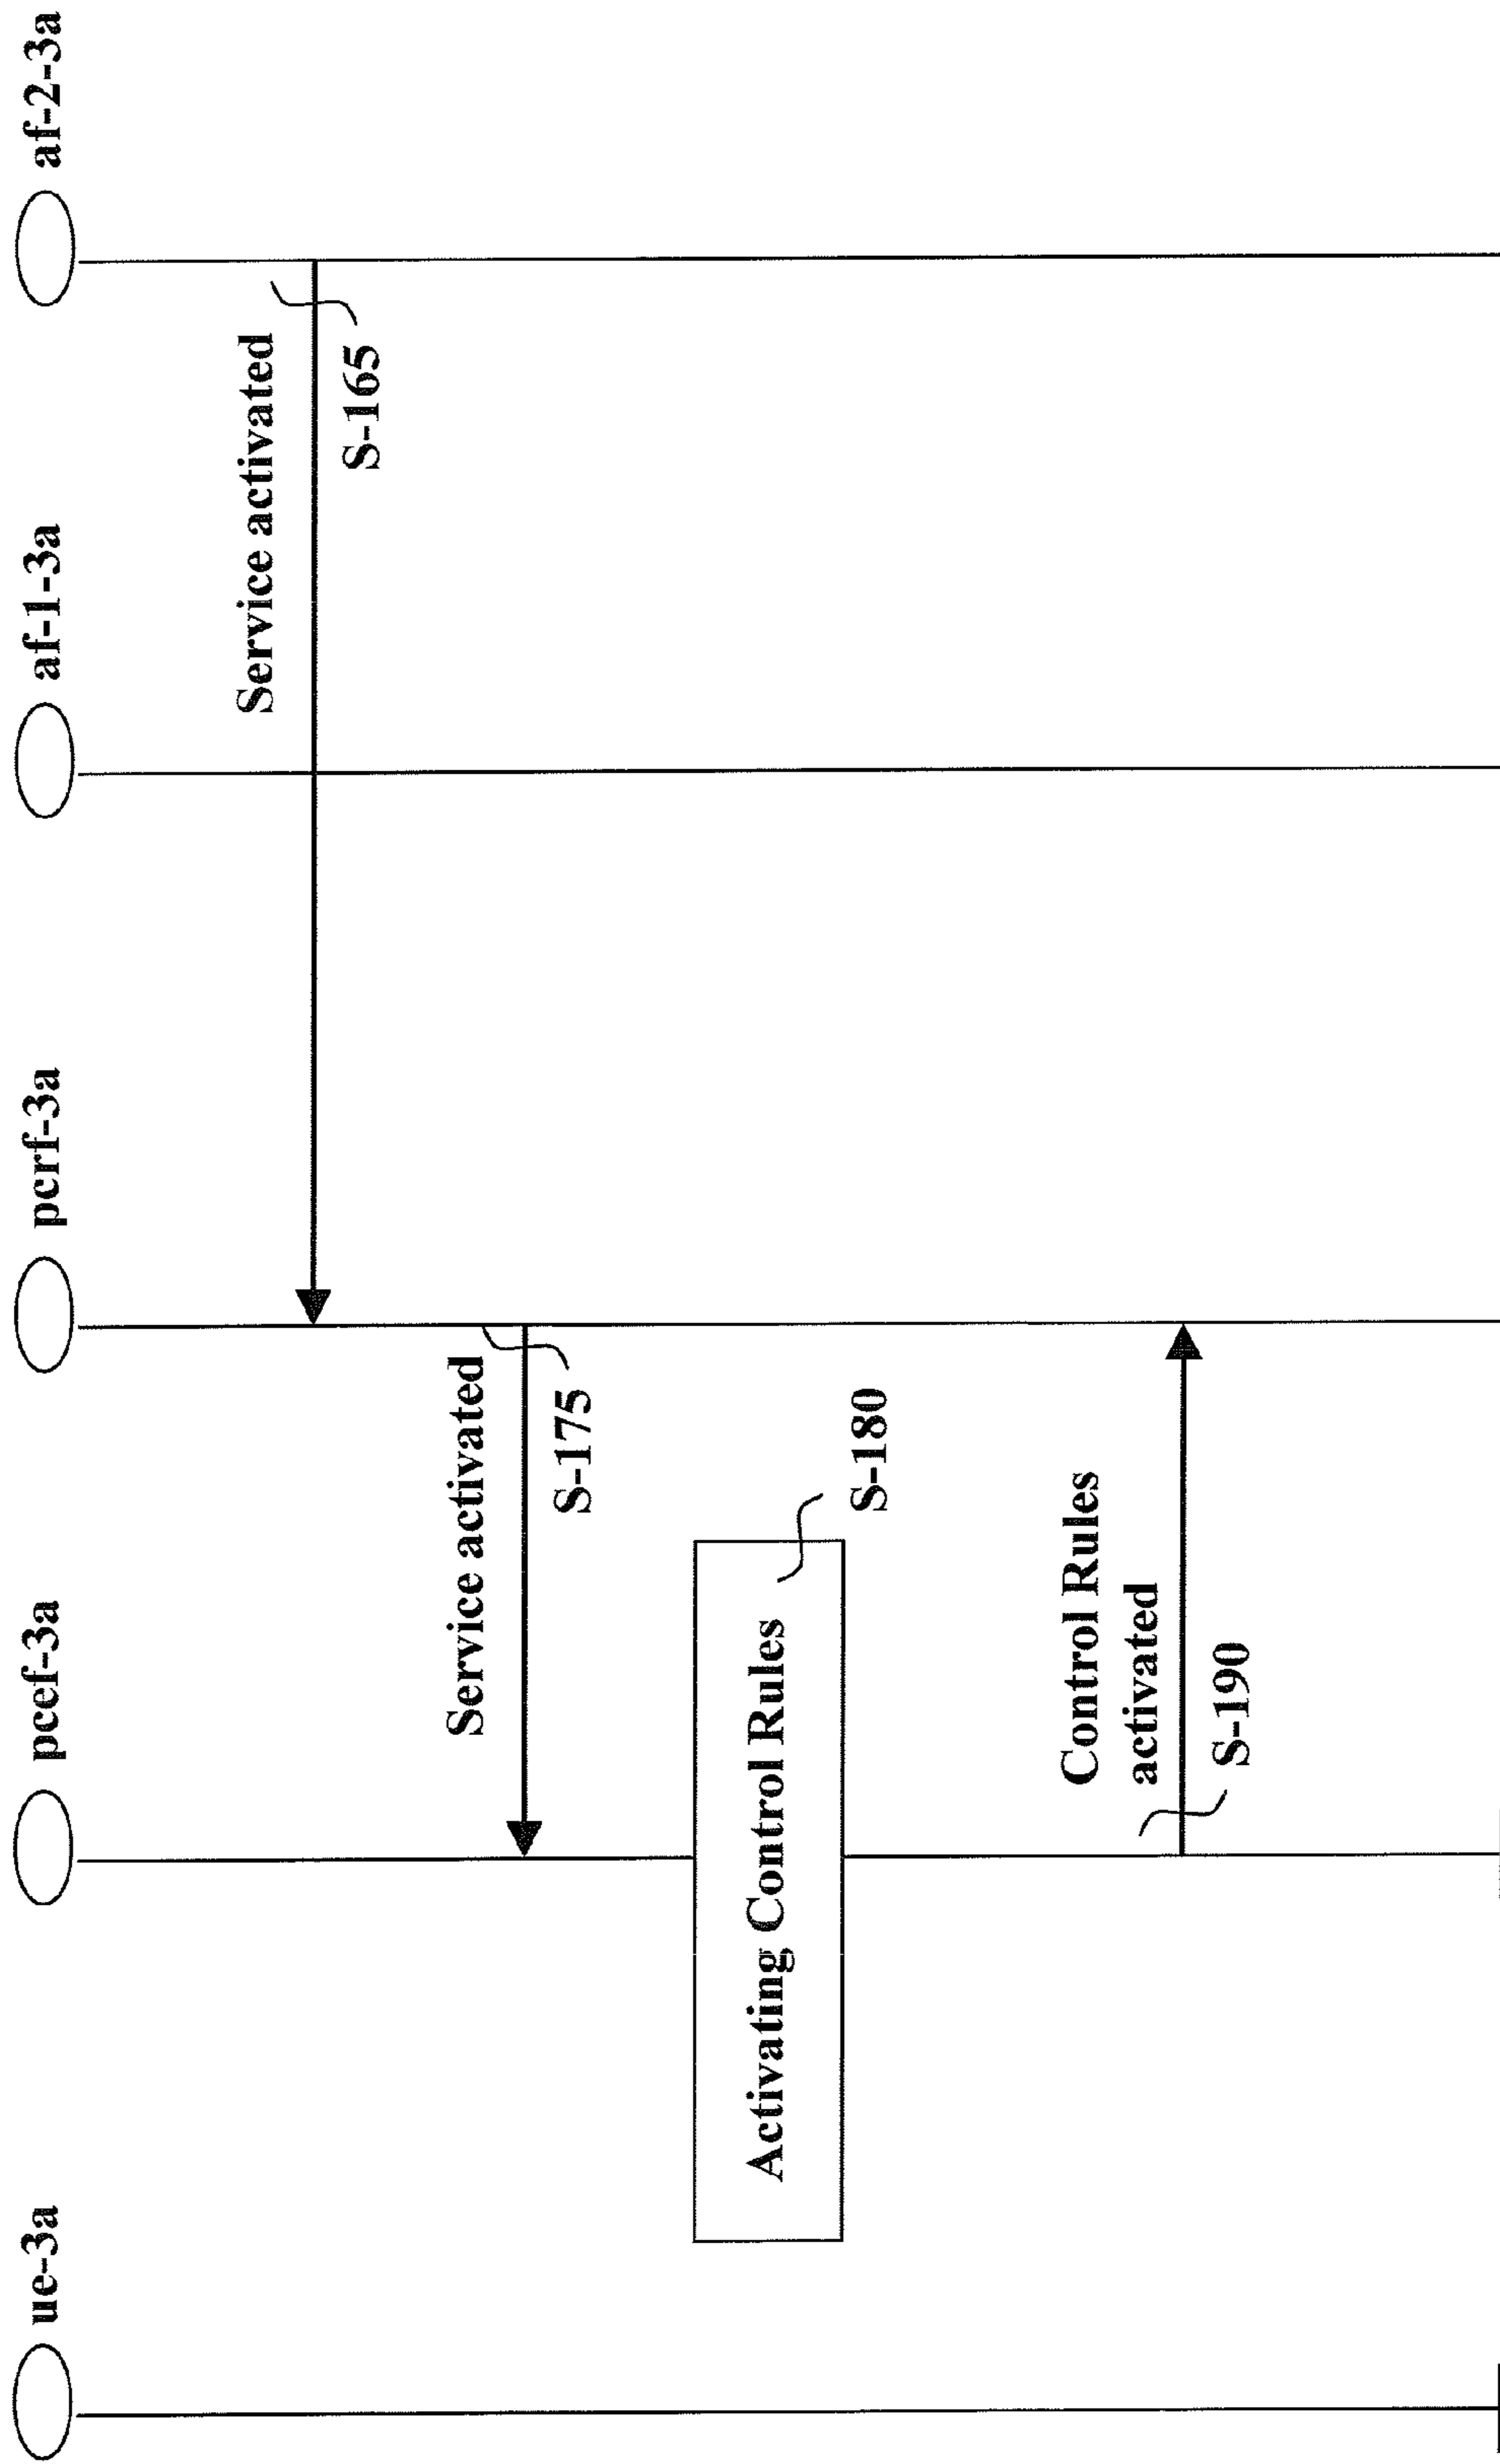 ue-3a
pcef-3a
pcrf-3a
af-1-3a
af-2-3a
Service activated
S-165
Service activated
S-175
Activating Control Rules
S-180
Control Rules
activated
S-190